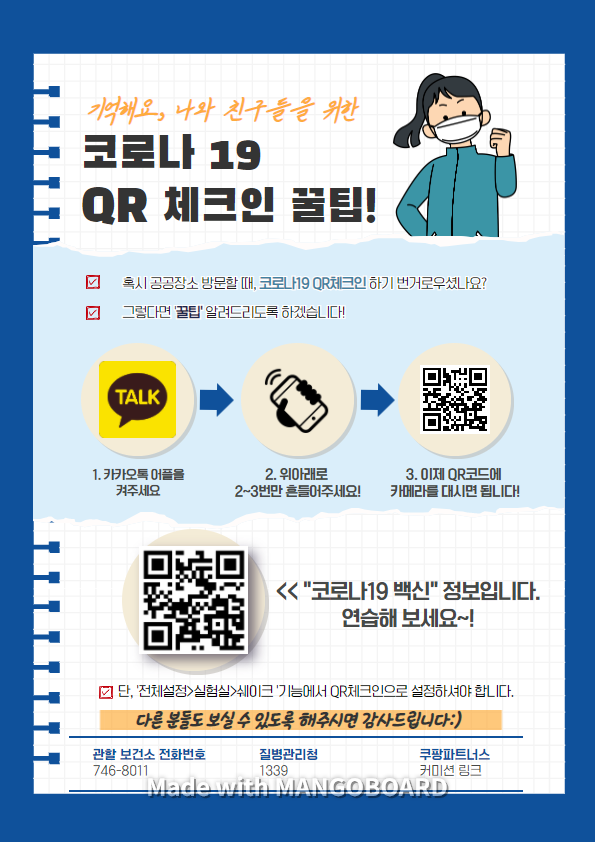 기억해요, 나와 친구들을 위한
코로나 19
QR 체크인 꿀팁!
혹시 공공장소 방문할 때, 코로나19 QR체크인 하기 번거로우셨나요?
그렇다면 '꿀팁' 알려드리도록 하겠습니다!
TALK
1. 카카오톡 어플을
켜주세요
2. 위아래로
2~3번만 흔들어주세요!
3. 이제 QR코드에
카메라를 대시면 됩니다!
<< "코로나19 백신" 정보입니다.
연습해 보세요~!
단, '전체설정>실험실>쉐이크 '기능에서 QR체크인으로 설정하셔야 합니다.
다른 분들도 보실 수 있도록 해주시면 감사드립니다:)
관할 보건소 전화번호 질병관리청 쿠팡파트너스
746-8011 1339 커미션 링크
Made with MANGOBOARD